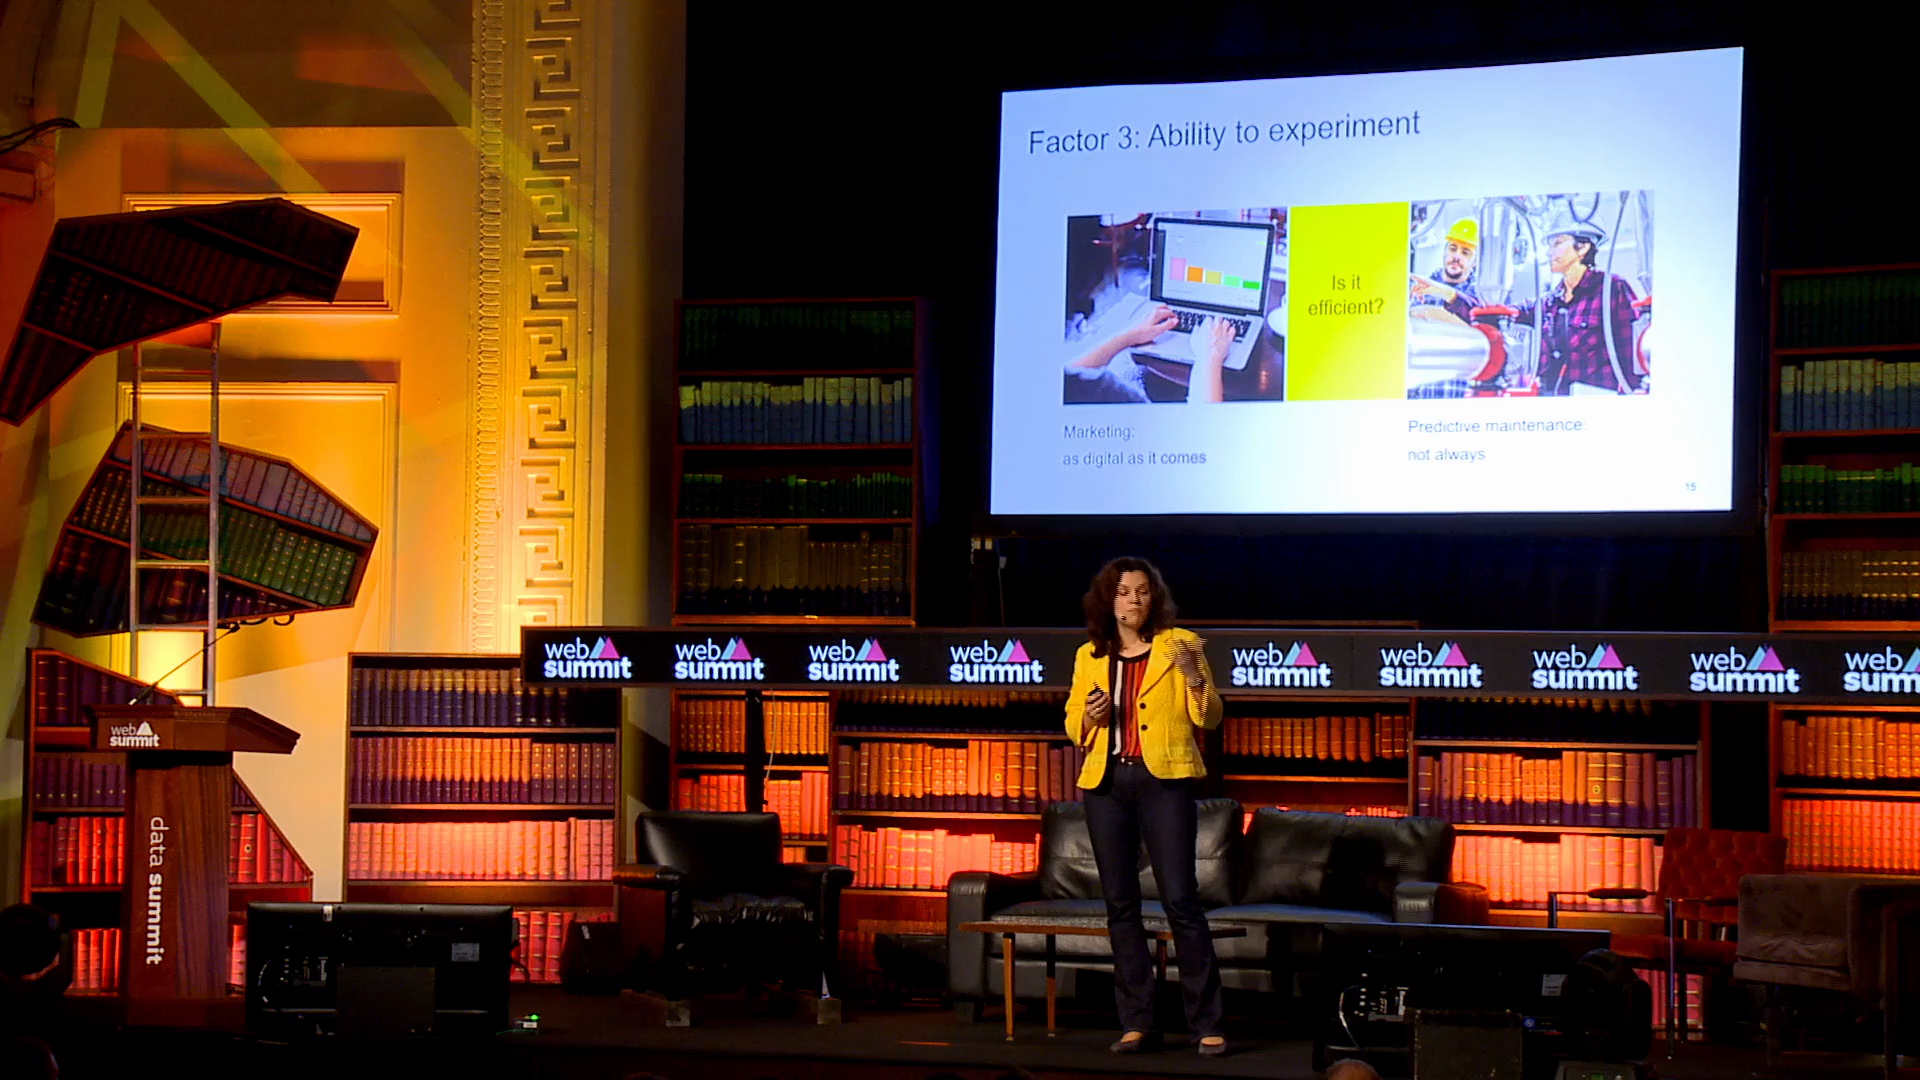 Factor 3: Ability to experiment
Is it
efficient?
Marketing:
as digital as it comes
Predictive maintenance:
not always
15
web
summit
web
summit
web
summit
web
summit
web
summit
web
summit
web
summit
web
summit
web
summ
web
summit
data summit